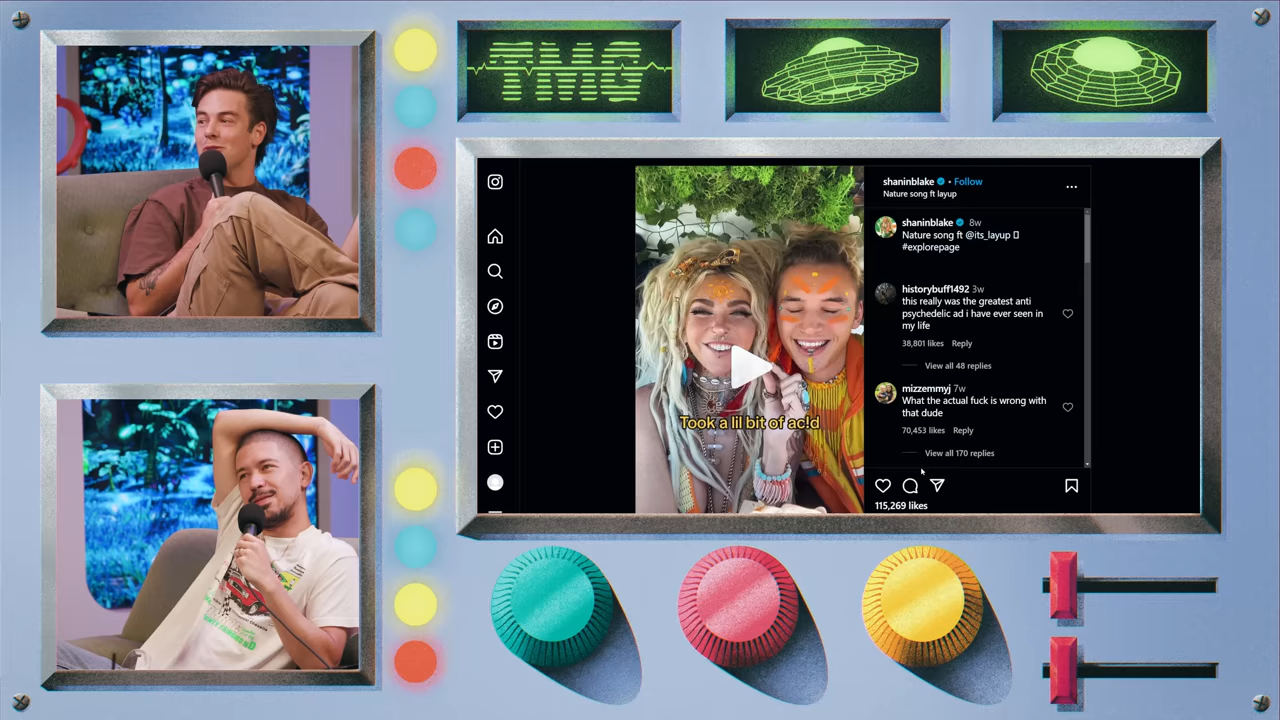 TMG
shaninblake • Follow
Nature song ft layup
shaninblake 8w
Nature song ft @its_layup
#explorepage
historybuff1492 3w
this really was the greatest anti
psychedelic ad i have ever seen in
my life
38,801 likes Reply
View all 48 replies
mizzemmyj 7w
What the actual fuck is wrong with
that dude
70,453 likes Reply
View all 170 replies
115,269 likes
Took a lil bit of ac!d